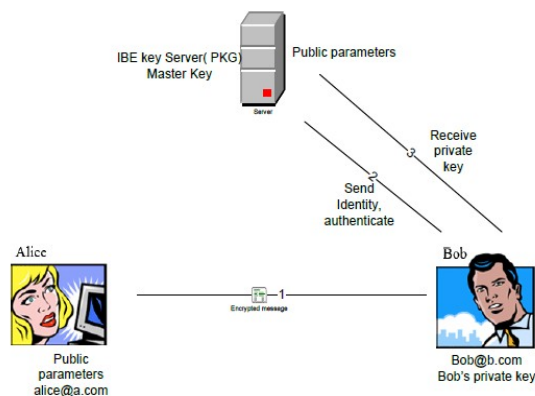 IBE key Server( PKG)
Master Key
Public parameters
Server
Receive
private
key
3
2
Send
Identity,
authenticate
Alice
Bob
1
Encrypted message
Public
parameters
alice@a.com
Bob@b.com
Bob's private key